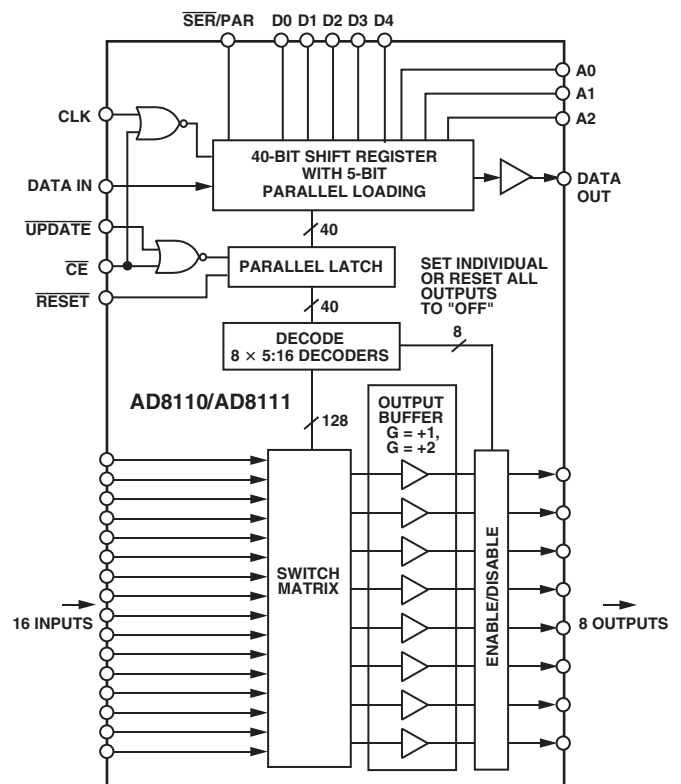 SER/PAR D0 D1 D2 D3 D4
A0
A1
A2
CLK
40-BIT SHIFT REGISTER
WITH 5-BIT
PARALLEL LOADING
DATA IN
DATA
OUT
UPDATE
40
CE
PARALLEL LATCH
SET INDIVIDUAL
OR RESET ALL
OUTPUTS
TO "OFF"
RESET
40
DECODE
8 × 5:16 DECODERS
8
AD8110/AD8111
128
OUTPUT
BUFFER
G = +1,
G = +2
SWITCH
MATRIX
ENABLE/DISABLE
16 INPUTS
8 OUTPUTS